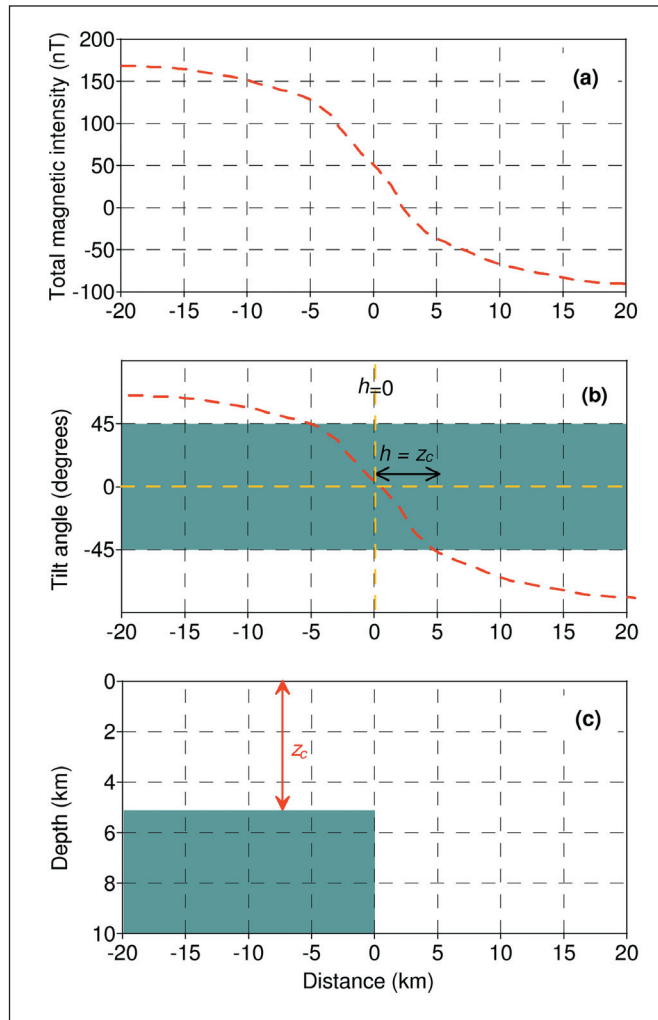 200
150
100
50
0
-50
-100
Total magnetic intensity (nT)
(a)
-20 -15 -10 -5 0 5 10 15 20
h=0
(b)
45
0
-45
Tilt angle (degrees)
h = zc
-20 -15 -10 -5 0 5 10 15 20
0
2
4
6
8
10
Depth (km)
(c)
zc
-20 -15 -10 -5 0 5 10 15 20
Distance (km)